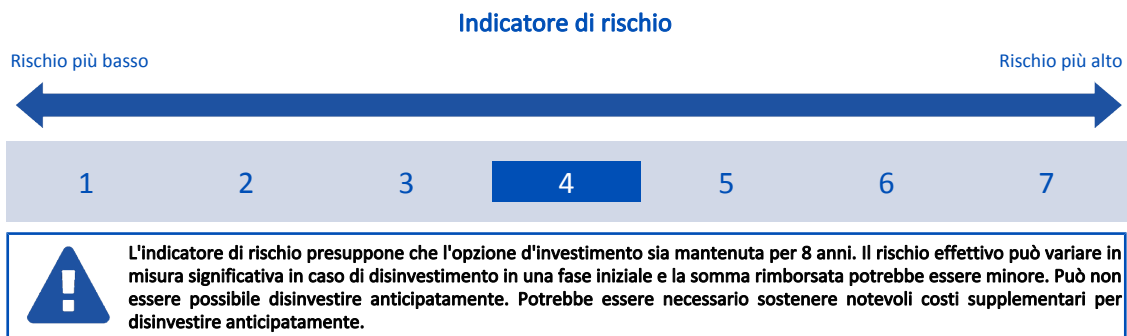 Indicatore di rischio
Rischio più basso
Rischio più alto
1 2 3 4 5 6 7
L'indicatore di rischio presuppone che l'opzione d'investimento sia mantenuta per 8 anni. Il rischio effettivo può variare in
misura significativa in caso di disinvestimento in una fase iniziale e la somma rimborsata potrebbe essere minore. Può non
essere possibile disinvestire anticipatamente. Potrebbe essere necessario sostenere notevoli costi supplementari per
disinvestire anticipatamente.